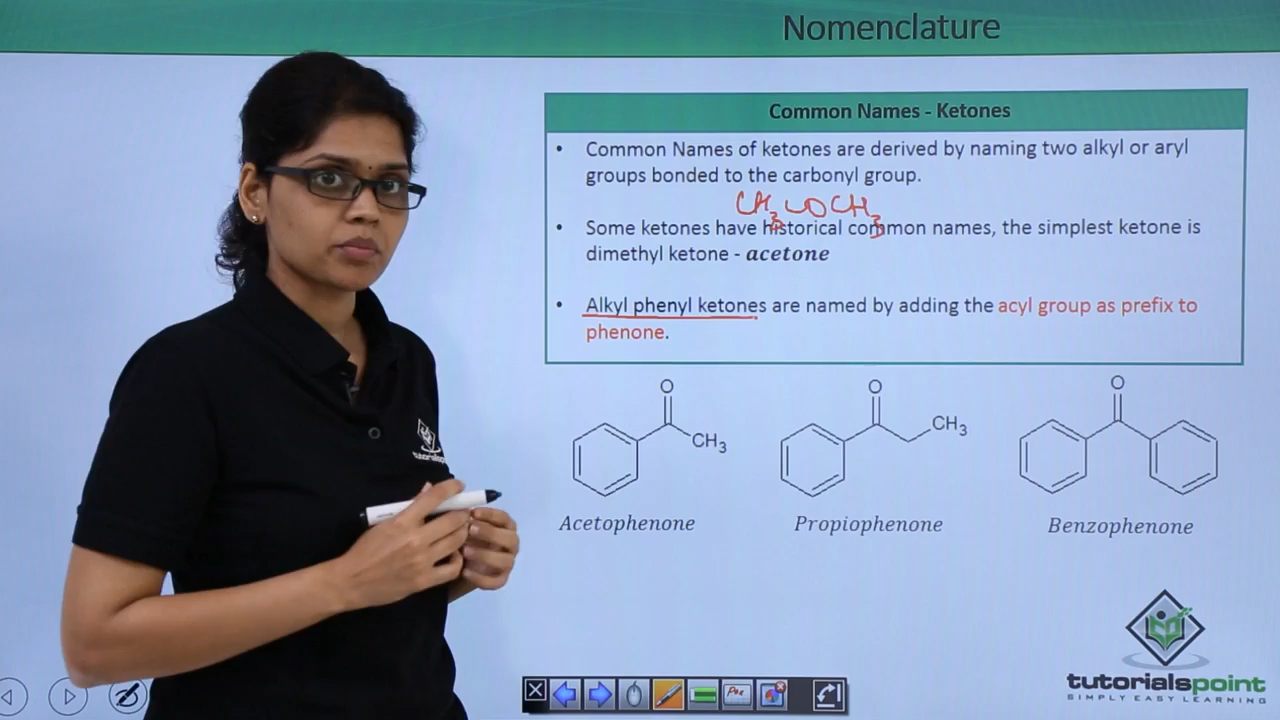 Nomenclature
Common Names - Ketones
• Common Names of ketones are derived by naming two alkyl or aryl
groups bonded to the carbonyl group.
CH3COCH3
• Some ketones have historical common names, the simplest ketone is
dimethyl ketone - acetone
• Alkyl phenyl ketones are named by adding the acyl group as prefix to
phenone.
O
CH3
O
CH3
O
Acetophenone
Propiophenone
Benzophenone
tutorialspoint
SIMPLY EASY LEARNING